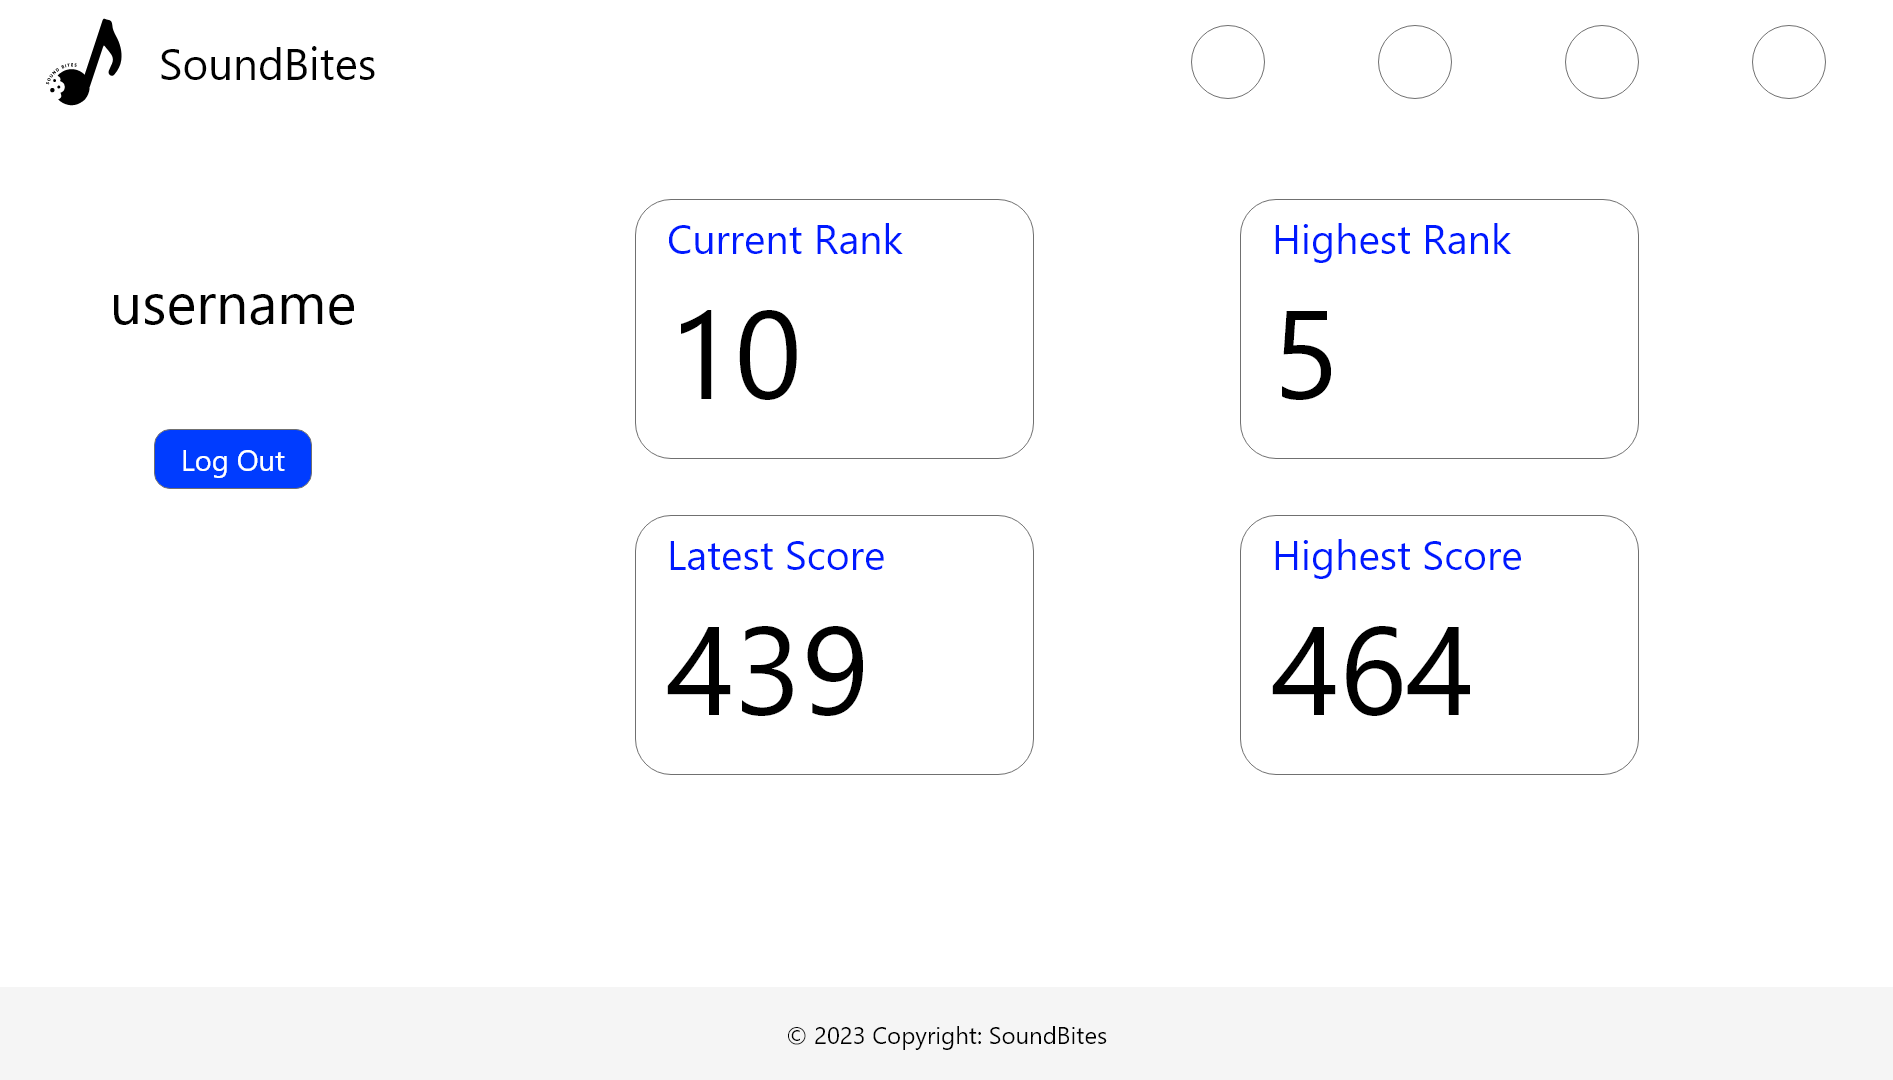 SOUND BITES
SoundBites
username
Log Out
Current Rank
10
Highest Rank
5
Latest Score
439
Highest Score
464
© 2023 Copyright: SoundBites